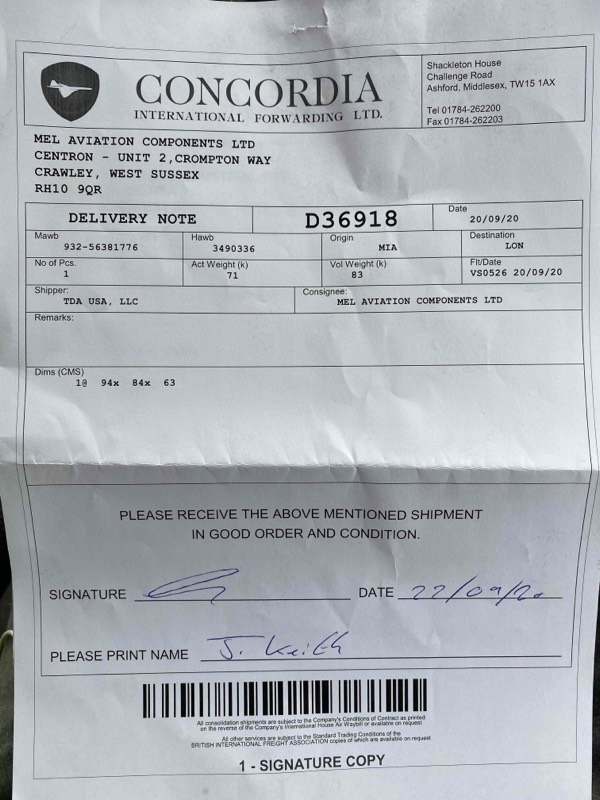 CONCORDIA
INTERNATIONAL FORWARDING LTD.
Shackleton House
Challenge Road
Ashford, Middlesex, TW15 1AX
Tel 01784-262200
Fax 01784-262203
MEL AVIATION COMPONENTS LTD
CENTRON - UNIT 2,CROMPTON WAY
CRAWLEY, WEST SUSSEX
RH10 9QR
DELIVERY NOTE D36918 Date 20/09/20
Mawb Hawb Origin Destination
932-56381776 3490336 MIA LON
No of Pcs. Act Weight (k) Vol Weight (k) Flt/Date
1 71 83 VS0526 20/09/20
Shipper: Consignee:
TDA USA, LLC MEL AVIATION COMPONENTS LTD
Remarks:
Dims (CMS)
1@ 94x 84x 63
PLEASE RECEIVE THE ABOVE MENTIONED SHIPMENT
IN GOOD ORDER AND CONDITION.
SIGNATURE DATE 22/09/20
PLEASE PRINT NAME J. Keith
All consolidation shipments are subject to the Company's Conditions of Contract as printed
on the reverse of the Company's International House Air Waybill or available on request
All other services are subject to the Standard Trading Conditions of the
BRITISH INTERNATIONAL FREIGHT ASSOCIATION copies of which are available on request
1 - SIGNATURE COPY